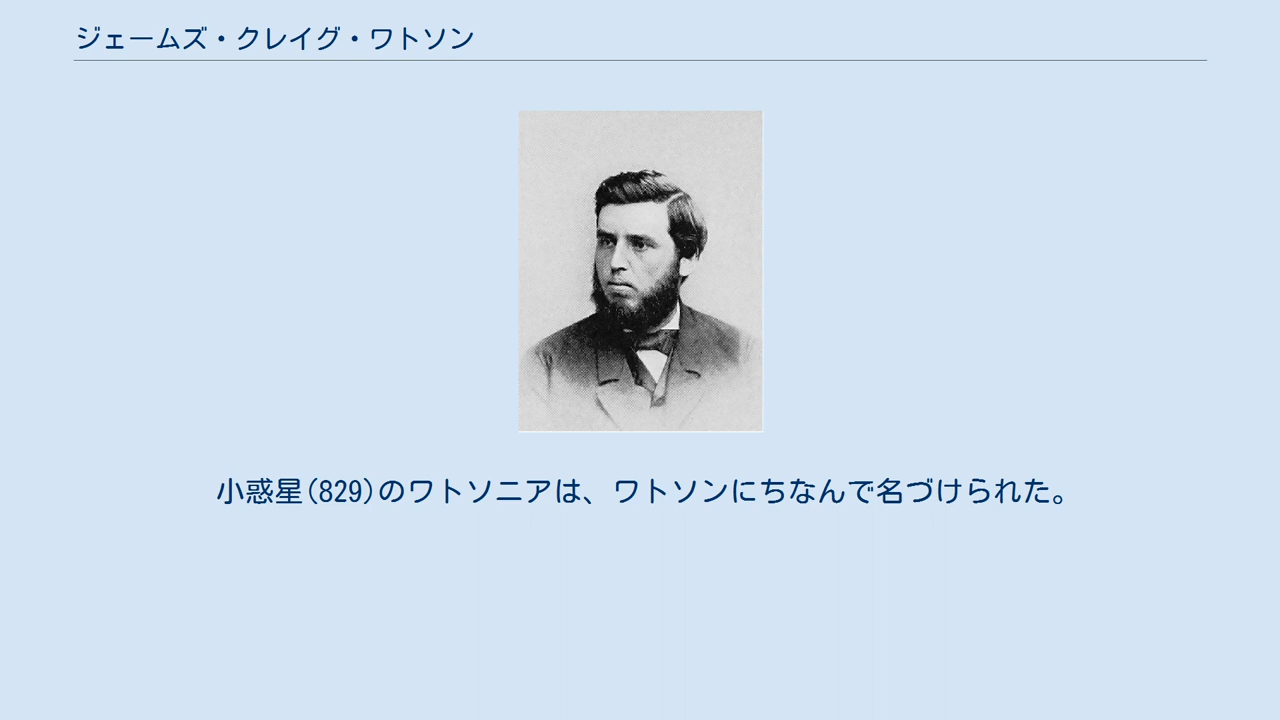 ジェームズ・クレイグ・ワトソン
小惑星(829)のワトソニアは、ワトソンにちなんで名づけられた。